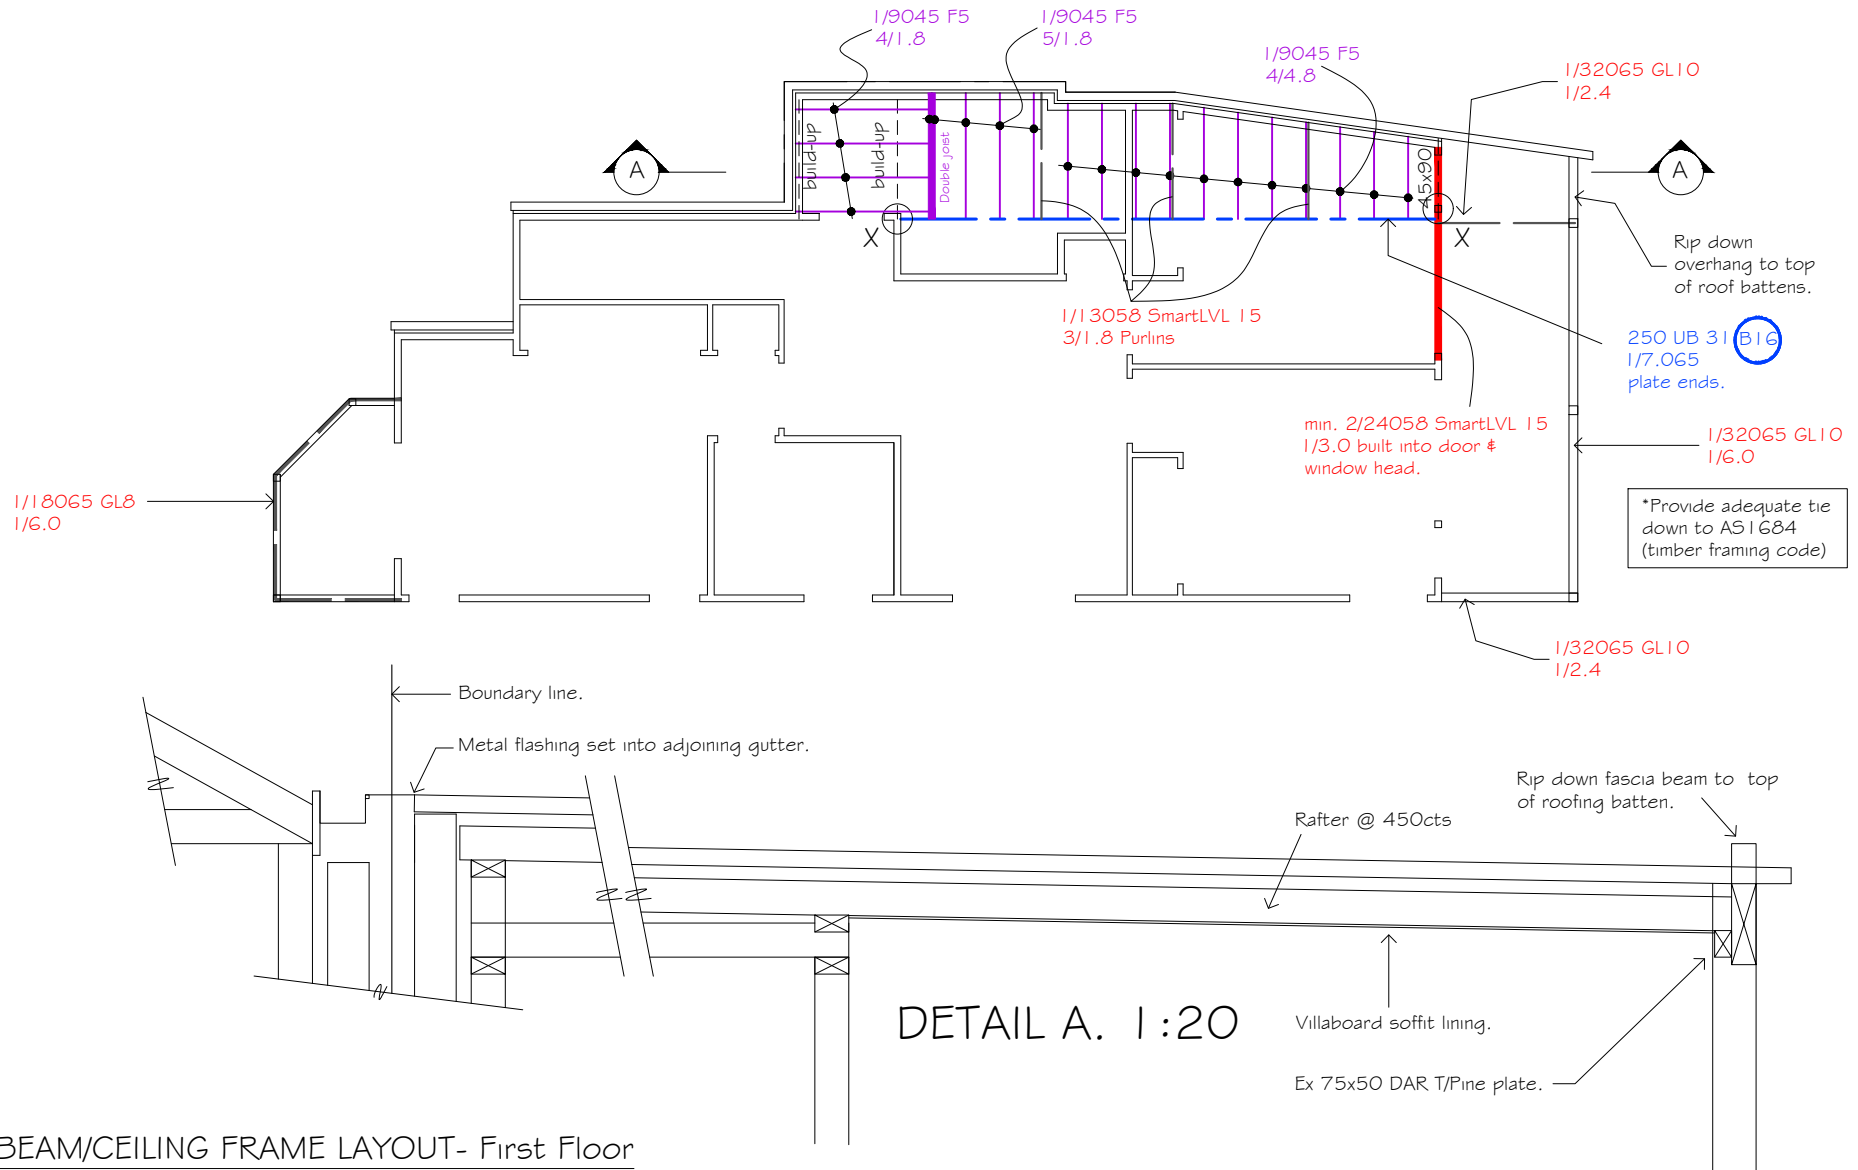 1/9045 F5
4/1.8
1/9045 F5
5/1.8
1/9045 F5
4/4.8
1/32065 GL10
1/2.4
A
build-up
build-up
Double joist
45x90
A
X
X
Rip down
overhang to top
of roof battens.
1/13058 SmartLVL 15
3/1.8 Purlins
250 UB 31 B16
1/7.065
plate ends.
min. 2/24058 SmartLVL 15
1/3.0 built into door &
window head.
1/32065 GL10
1/6.0
1/18065 GL8
1/6.0
*Provide adequate tie
down to AS1684
(timber framing code)
1/32065 GL10
1/2.4
Boundary line.
Metal flashing set into adjoining gutter.
Rip down fascia beam to top
of roofing batten.
Rafter @ 450cts
DETAIL A. 1:20
Villaboard soffit lining.
Ex 75x50 DAR T/Pine plate.
BEAM/CEILING FRAME LAYOUT- First Floor